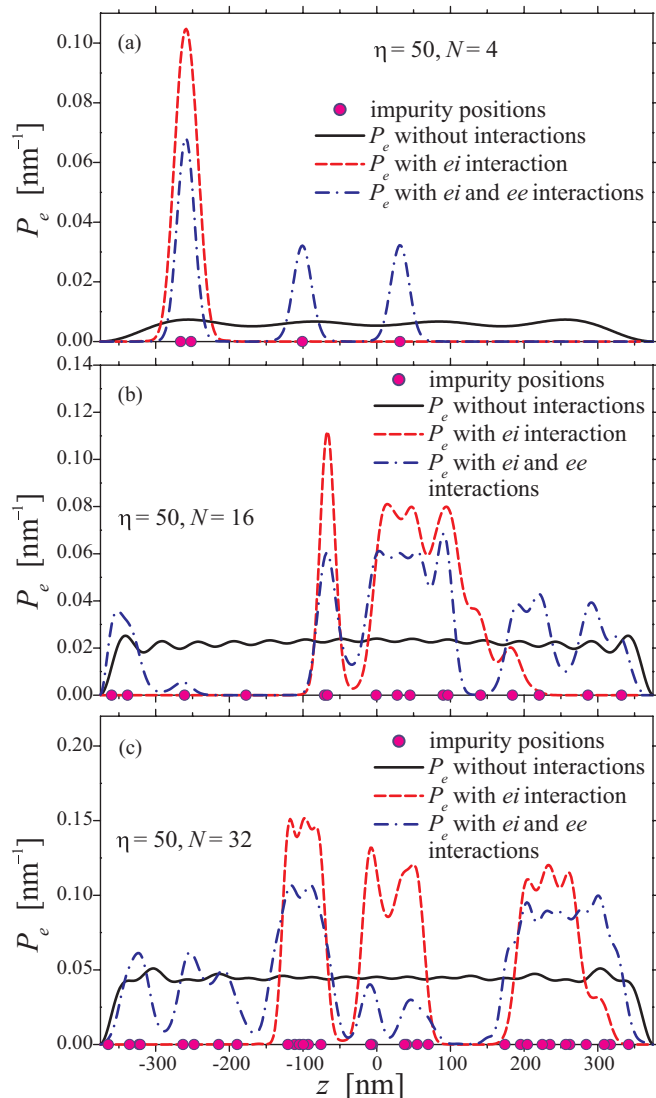 (a)
η = 50, N = 4
impurity positions
P_e without interactions
P_e with ei interaction
P_e with ei and ee interactions
P_e [nm⁻¹]
0.10
0.08
0.06
0.04
0.02
0.00
(b)
η = 50, N = 16
impurity positions
P_e without interactions
P_e with ei interaction
P_e with ei and ee
interactions
P_e [nm⁻¹]
0.14
0.12
0.10
0.08
0.06
0.04
0.02
0.00
(c)
η = 50, N = 32
impurity positions
P_e without interactions
P_e with ei interaction
P_e with ei and ee
interactions
P_e [nm⁻¹]
0.20
0.15
0.10
0.05
0.00
-300 -200 -100 0 100 200 300
z [nm]